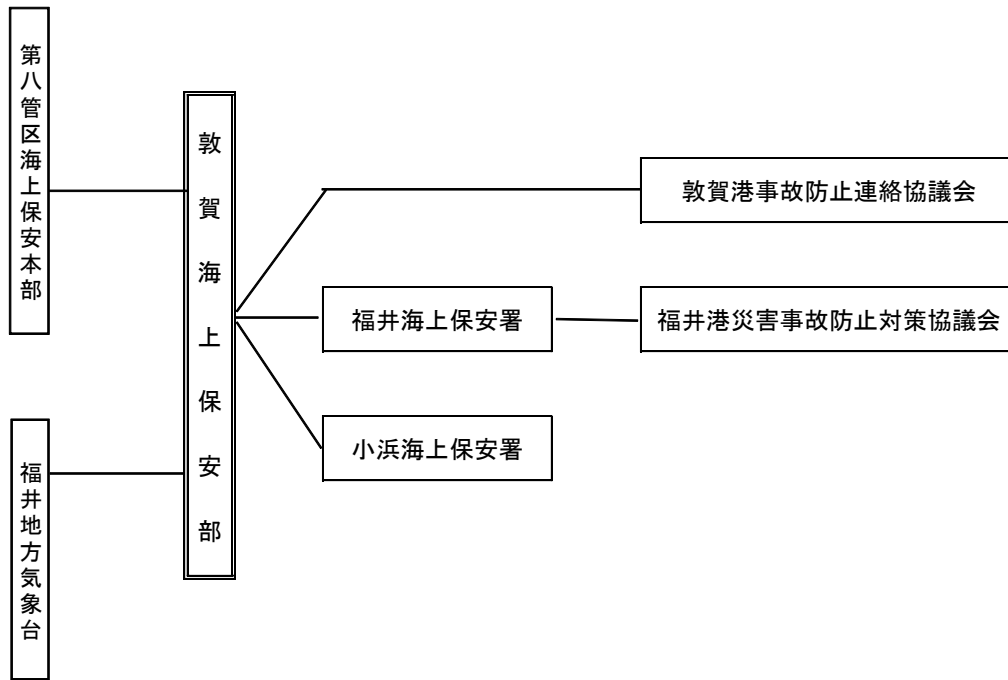 第八管区海上保安本部
福井地方気象台
敦賀海上保安部
敦賀港事故防止連絡協議会
福井海上保安署
福井港災害事故防止対策協議会
小浜海上保安署